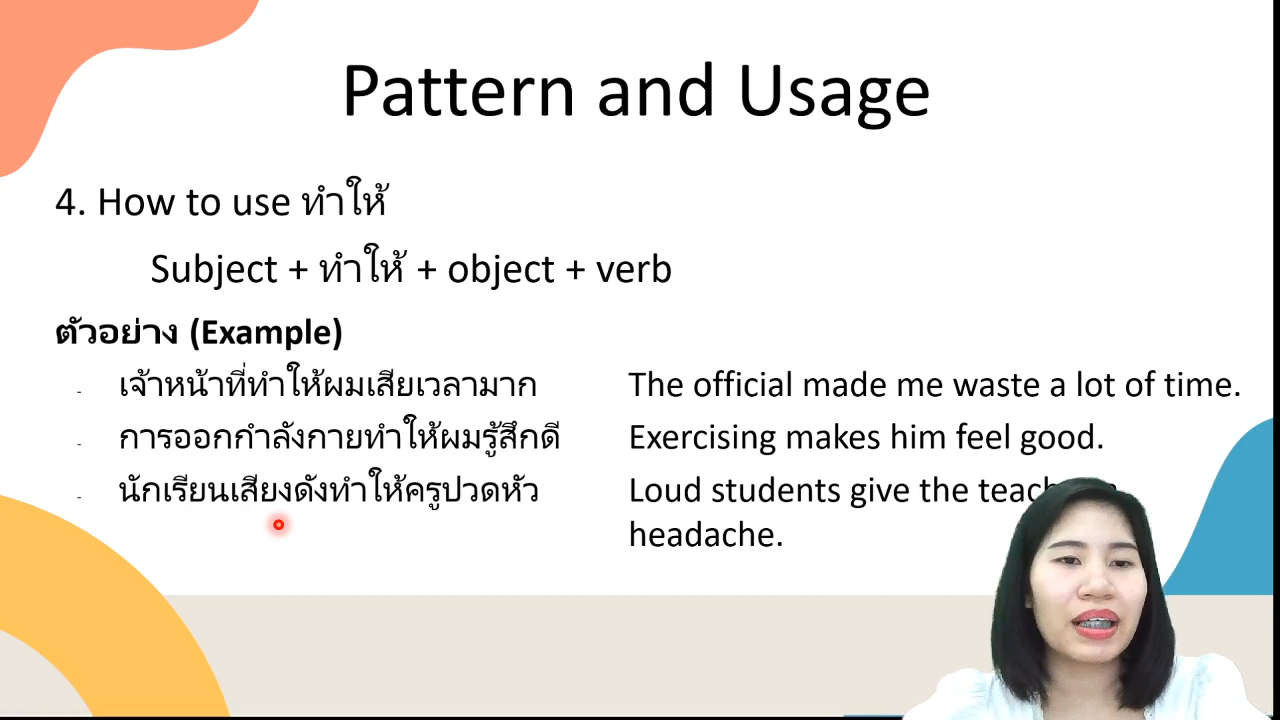 Pattern and Usage
4. How to use ทำให้
Subject + ทำให้ + object + verb
ตัวอย่าง (Example)
- เจ้าหน้าที่ทำให้ผมเสียเวลามาก The official made me waste a lot of time.
- การออกกำลังกายทำให้ผมรู้สึกดี Exercising makes him feel good.
- นักเรียนเสียงดังทำให้ครูปวดหัว Loud students give the
headache.